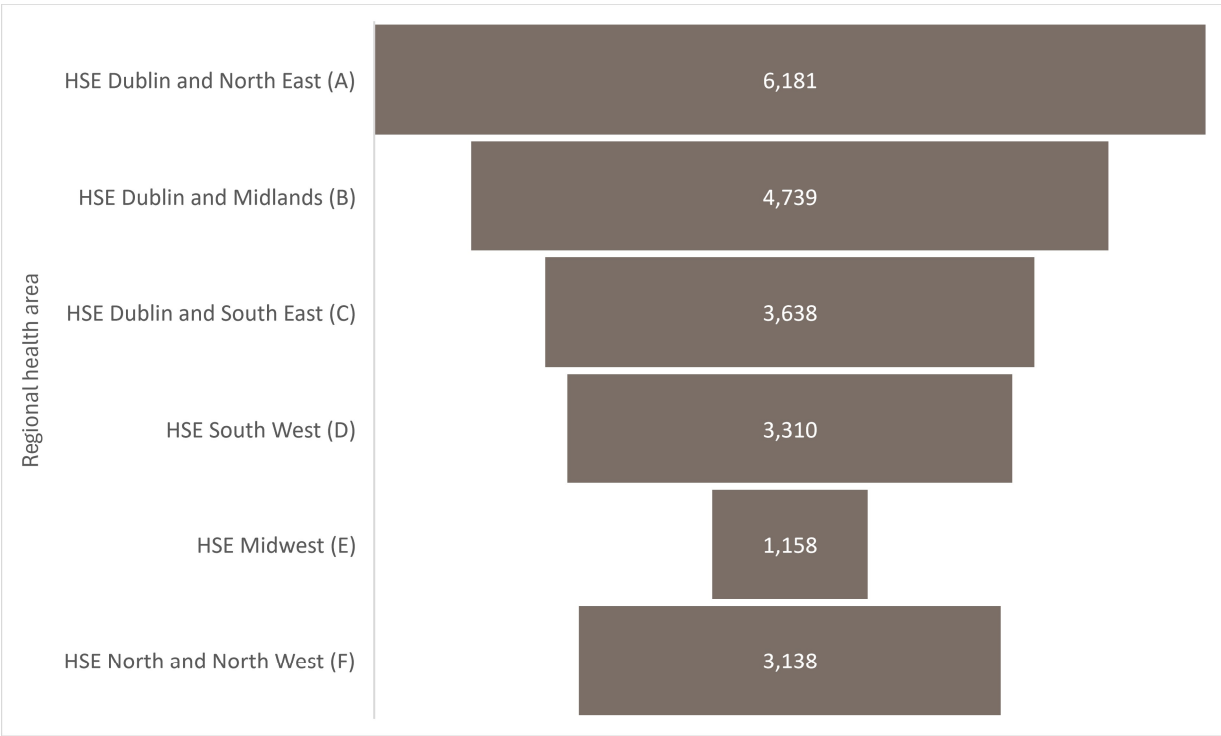 Regional health area
HSE Dublin and North East (A)
6,181
HSE Dublin and Midlands (B)
4,739
HSE Dublin and South East (C)
3,638
HSE South West (D)
3,310
HSE Midwest (E)
1,158
HSE North and North West (F)
3,138